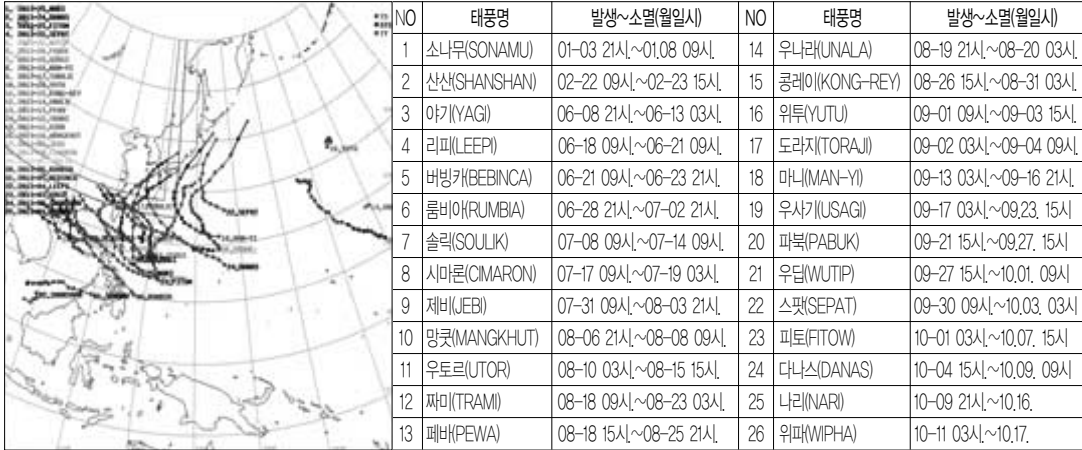 NO 태풍명 발생~소멸(월일시) NO 태풍명 발생~소멸(월일시)
1 소나무(SONAMU) 01-03 21시.~01.08 09시. 14 우나라(UNALA) 08-19 21시.~08-20 03시.
2 산산(SHANSHAN) 02-22 09시.~02-23 15시. 15 콩레이(KONG-REY) 08-26 15시.~08-31 03시.
3 야기(YAGI) 06-08 21시.~06-13 03시. 16 위투(YUTU) 09-01 09시.~09-03 15시.
4 리피(LEEPI) 06-18 09시.~06-21 09시. 17 도라지(TORAJI) 09-02 03시.~09-04 09시.
5 버빙카(BEBINCA) 06-21 09시.~06-23 21시. 18 마니(MAN-YI) 09-13 03시.~09-16 21시.
6 룸비아(RUMBIA) 06-28 21시.~07-02 21시. 19 우사기(USAGI) 09-17 03시.~09.23. 15시
7 솔릭(SOULIK) 07-08 09시.~07-14 09시. 20 파북(PABUK) 09-21 15시.~09.27. 15시
8 시마론(CIMARON) 07-17 09시.~07-19 03시. 21 우딥(WUTIP) 09-27 15시.~10.01. 09시
9 제비(JEBI) 07-31 09시.~08-03 21시. 22 스팟(SEPAT) 09-30 09시.~10.03. 03시
10 망쿳(MANGKHUT) 08-06 21시.~08-08 09시. 23 피토(FITOW) 10-01 03시.~10.07. 15시
11 우토르(UTOR) 08-10 03시.~08-15 15시. 24 다나스(DANAS) 10-04 15시.~10.09. 09시
12 짜미(TRAMI) 08-18 09시.~08-23 03시. 25 나리(NARI) 10-09 21시.~10.16.
13 페바(PEWA) 08-18 15시.~08-25 21시. 26 위파(WIPHA) 10-11 03시.~10.17.